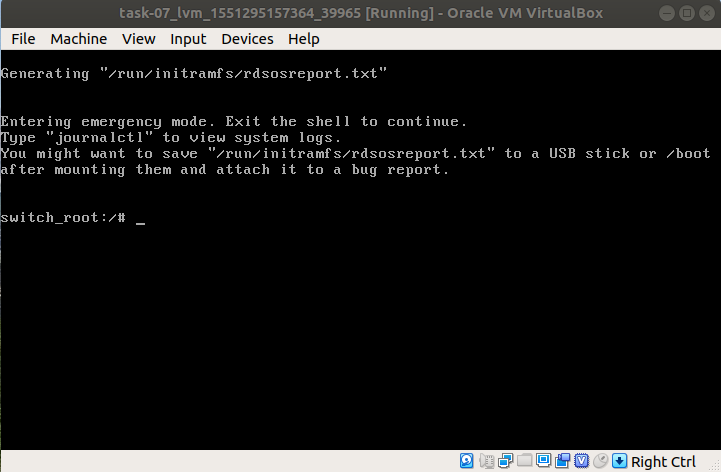 task-07_lvm_1551295157364_39965 [Running] - Oracle VM VirtualBox
File Machine View Input Devices Help
Generating "/run/initramfs/rdsosreport.txt"
Entering emergency mode. Exit the shell to continue.
Type "journalctl" to view system logs.
You might want to save "/run/initramfs/rdsosreport.txt" to a USB stick or /boot
after mounting them and attach it to a bug report.
switch_root:/# _
Right Ctrl